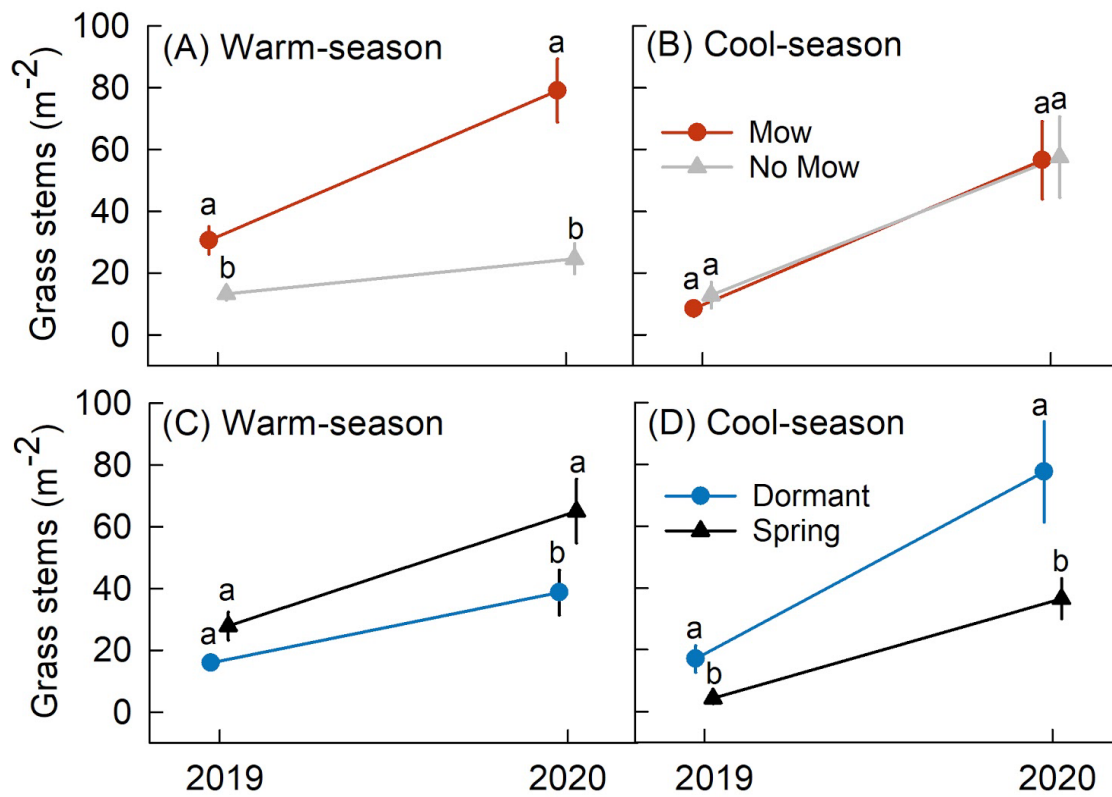 (A) Warm-season
(B) Cool-season
Grass stems (m⁻²)
100
80
60
40
20
0
a
a
b
b
Mow
No Mow
a a
a a
(C) Warm-season
(D) Cool-season
Grass stems (m⁻²)
100
80
60
40
20
0
a
a
a
b
Dormant
Spring
a
b
a
b
2019
2020
2019
2020